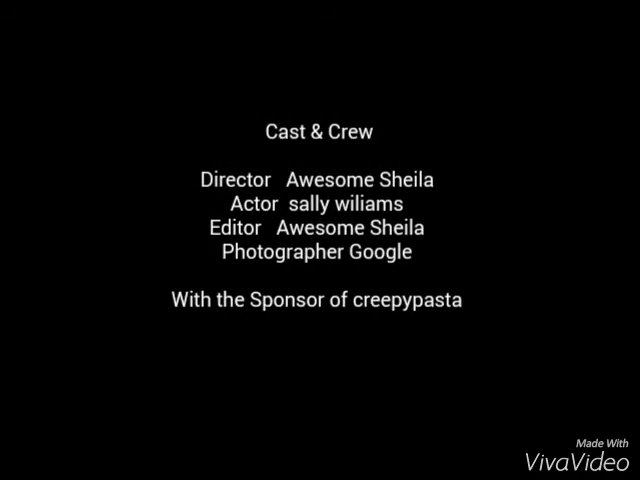 Cast & Crew
Director Awesome Sheila
Actor sally wiliams
Editor Awesome Sheila
Photographer Google
With the Sponsor of creepypasta
Made With
VivaVideo